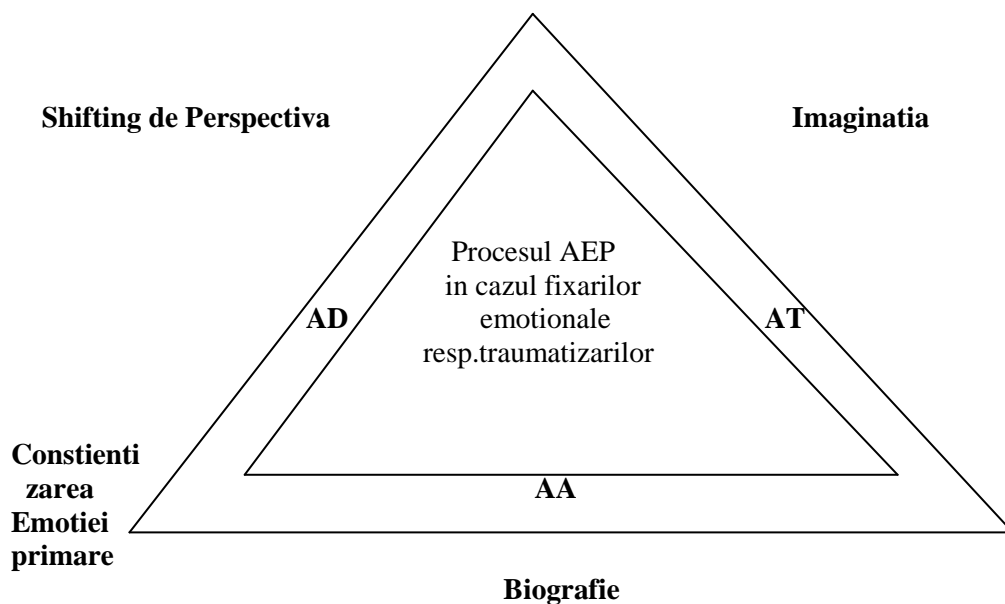 Shifting de Perspectiva
Imaginatia
Procesul AEP
in cazul fixarilor
emotionale
resp.traumatizarilor
AD
AT
Constienti
zarea
Emotiei
primare
AA
Biografie